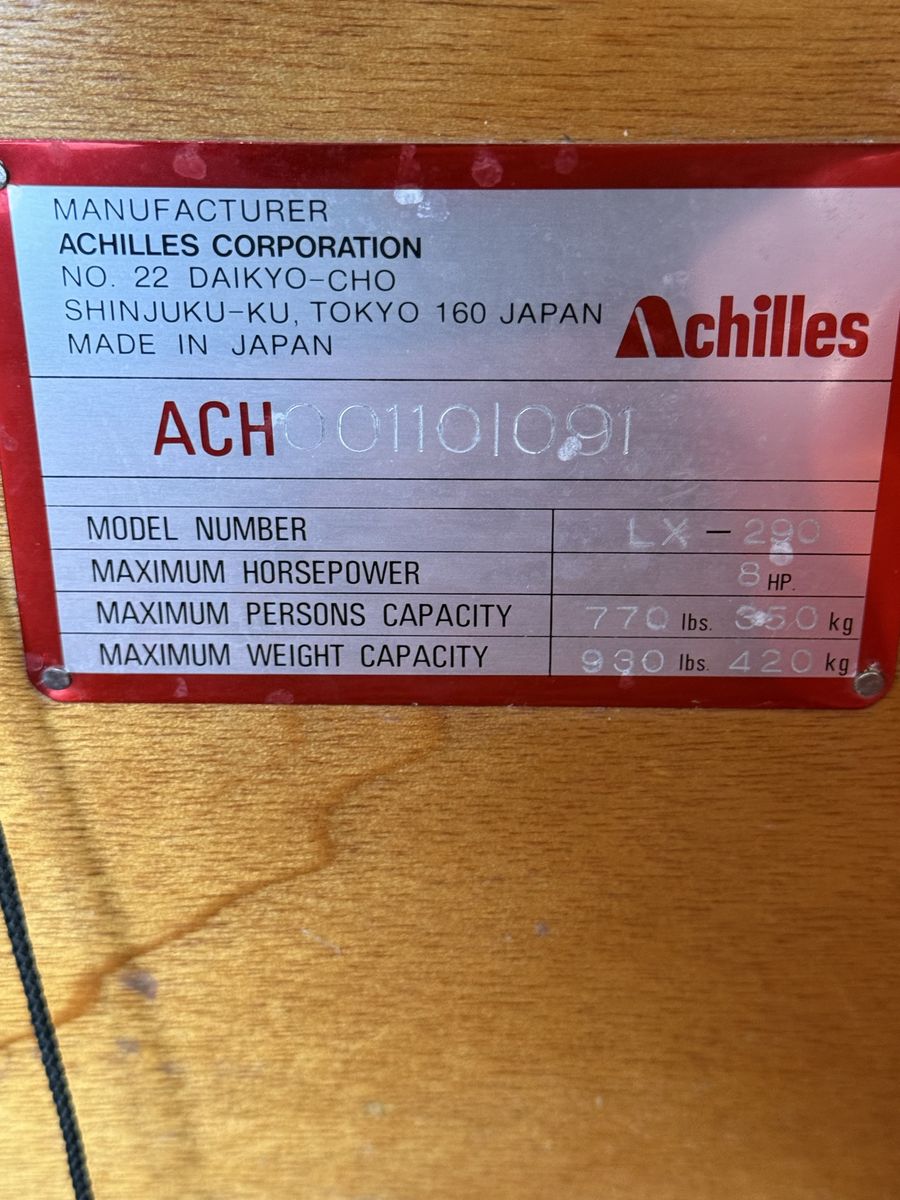 MANUFACTURER
ACHILLES CORPORATION
NO. 22 DAIKYO-CHO
SHINJUKU-KU, TOKYO 160 JAPAN
MADE IN JAPAN
Achilles
ACH00110I091
MODEL NUMBER LX-290
MAXIMUM HORSEPOWER 8 HP.
MAXIMUM PERSONS CAPACITY 770 lbs. 350 kg
MAXIMUM WEIGHT CAPACITY 930 lbs. 420 kg